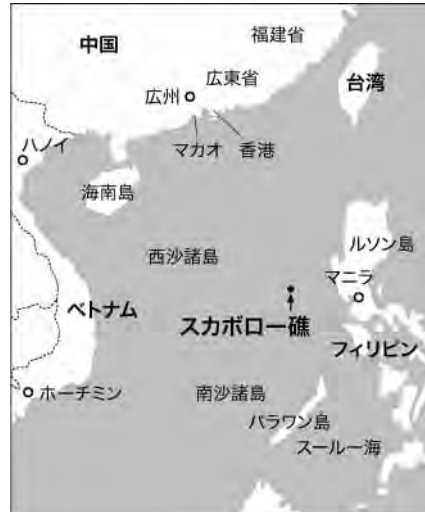 福建省
中国
広東省
広州
台湾
マカオ
香港
ハノイ
海南島
ルソン島
西沙諸島
マニラ
ベトナム
スカボロー礁
フィリピン
ホーチミン
南沙諸島
パラワン島
スールー海